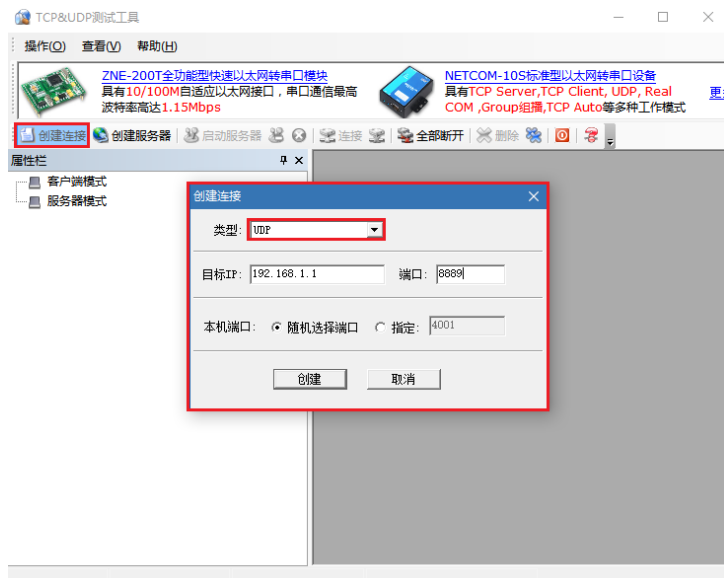 TCP&UDP测试工具
操作(O) 查看(V) 帮助(H)
ZNE-200T全功能型快速以太网转串口模块
具有10/100M自适应以太网接口，串口通信最高
波特率高达1.15Mbps
NETCOM-10S标准型以太网转串口设备
具有TCP Server,TCP Client, UDP, Real
COM ,Group组播,TCP Auto等多种工作模式
更
创建连接 创建服务器 启动服务器 连接 全部断开 删除
属性栏
客户端模式
服务器模式
创建连接
类型: UDP
目标IP: 192.168.1.1 端口: 8889
本机端口: 随机选择端口 指定: 4001
创建 取消